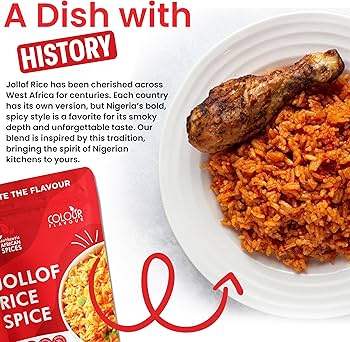 A Dish with
HISTORY
Jollof Rice has been cherished across
West Africa for centuries. Each country
has its own version, but Nigeria's bold,
spicy style is a favorite for its smoky
depth and unforgettable taste. Our
blend is inspired by this tradition,
bringing the spirit of Nigerian
kitchens to yours.
TE THE FLAVOUR
COLOUR
FLAVOUR
AFRICAN
SPICES
JOLLOF
RICE
SPICE